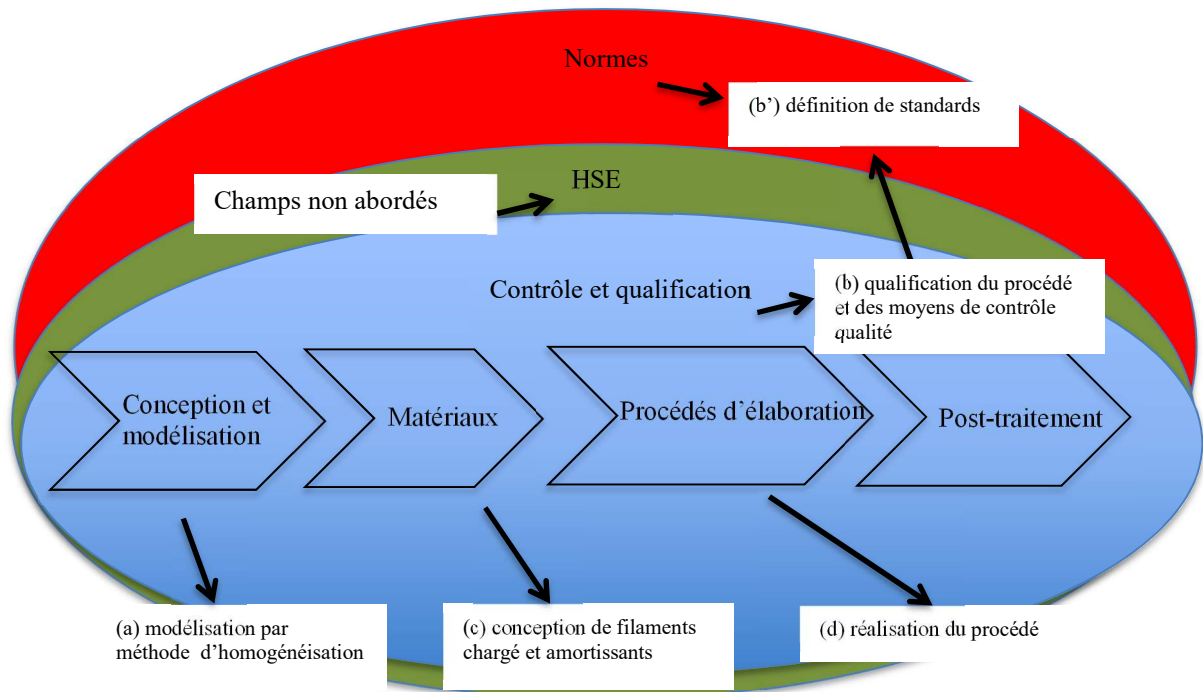 Normes
(b’) définition de standards
HSE
Champs non abordés
Contrôle et qualification
(b) qualification du procédé
et des moyens de contrôle
qualité
Conception et
modélisation
Matériaux
Procédés d’élaboration
Post-traitement
(a) modélisation par
méthode d’homogénéisation
(c) conception de filaments
chargé et amortissants
(d) réalisation du procédé